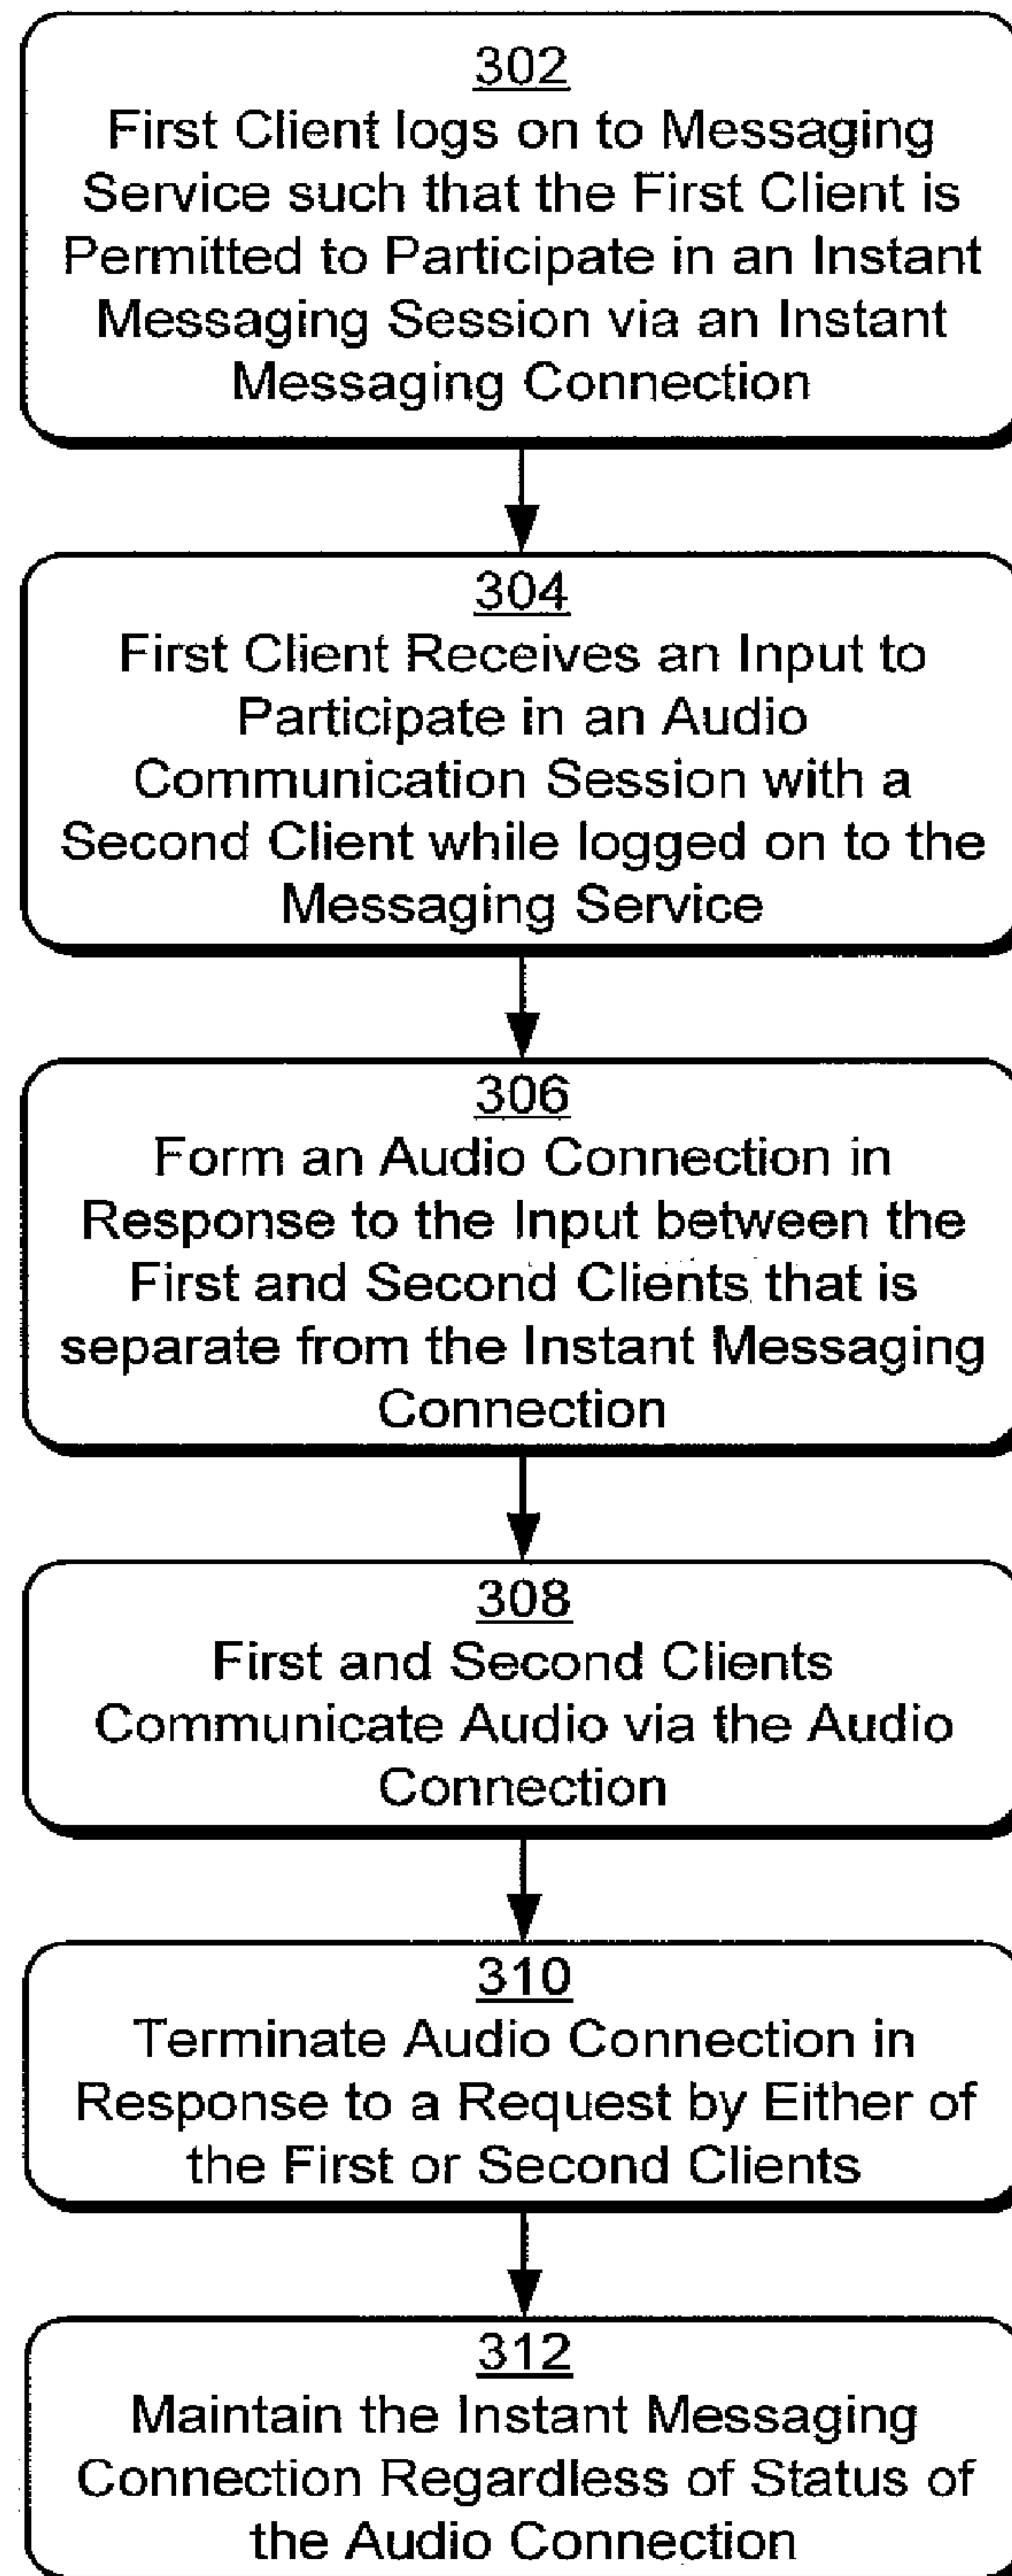 302
First Client logs on to Messaging
Service such that the First Client is
Permitted to Participate in an Instant
Messaging Session via an Instant
Messaging Connection
304
First Client Receives an Input to
Participate in an Audio
Communication Session with a
Second Client while logged on to the
Messaging Service
306
Form an Audio Connection in
Response to the Input between the
First and Second Clients that is
separate from the Instant Messaging
Connection
308
First and Second Clients
Communicate Audio via the Audio
Connection
310
Terminate Audio Connection in
Response to a Request by Either of
the First or Second Clients
312
Maintain the Instant Messaging
Connection Regardless of Status of
the Audio Connection